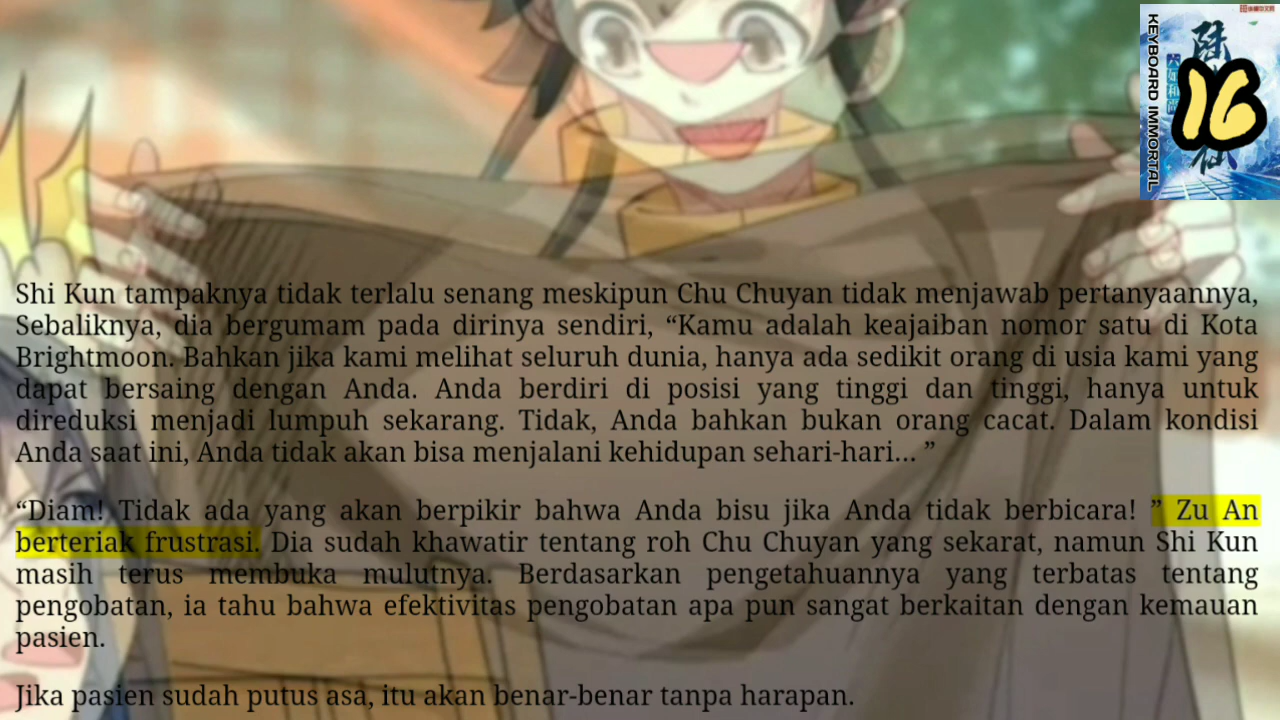 陆
仙
KEYBOARD IMMORTAL
16
Shi Kun tampaknya tidak terlalu senang meskipun Chu Chuyan tidak menjawab pertanyaannya,
Sebaliknya, dia bergumam pada dirinya sendiri, “Kamu adalah keajaiban nomor satu di Kota
Brightmoon. Bahkan jika kami melihat seluruh dunia, hanya ada sedikit orang di usia kami yang
dapat bersaing dengan Anda. Anda berdiri di posisi yang tinggi dan tinggi, hanya untuk
direduksi menjadi lumpuh sekarang. Tidak, Anda bahkan bukan orang cacat. Dalam kondisi
Anda saat ini, Anda tidak akan bisa menjalani kehidupan sehari-hari... ”
“Diam! Tidak ada yang akan berpikir bahwa Anda bisu jika Anda tidak berbicara! ” Zu An
berteriak frustrasi. Dia sudah khawatir tentang roh Chu Chuyan yang sekarat, namun Shi Kun
masih terus membuka mulutnya. Berdasarkan pengetahuannya yang terbatas tentang
pengobatan, ia tahu bahwa efektivitas pengobatan apa pun sangat berkaitan dengan kemauan
pasien.
Jika pasien sudah putus asa, itu akan benar-benar tanpa harapan.